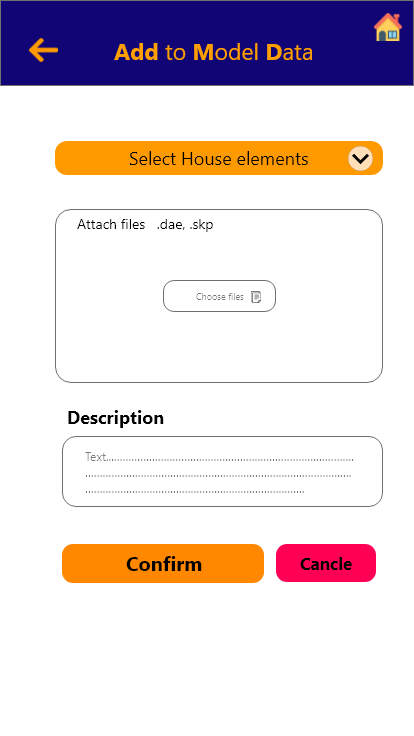 Add to Model Data
Select House elements
Attach files .dae, .skp
Choose files
Description
Text...................................................................................
...........................................................................................
...........................................................................
Confirm
Cancle